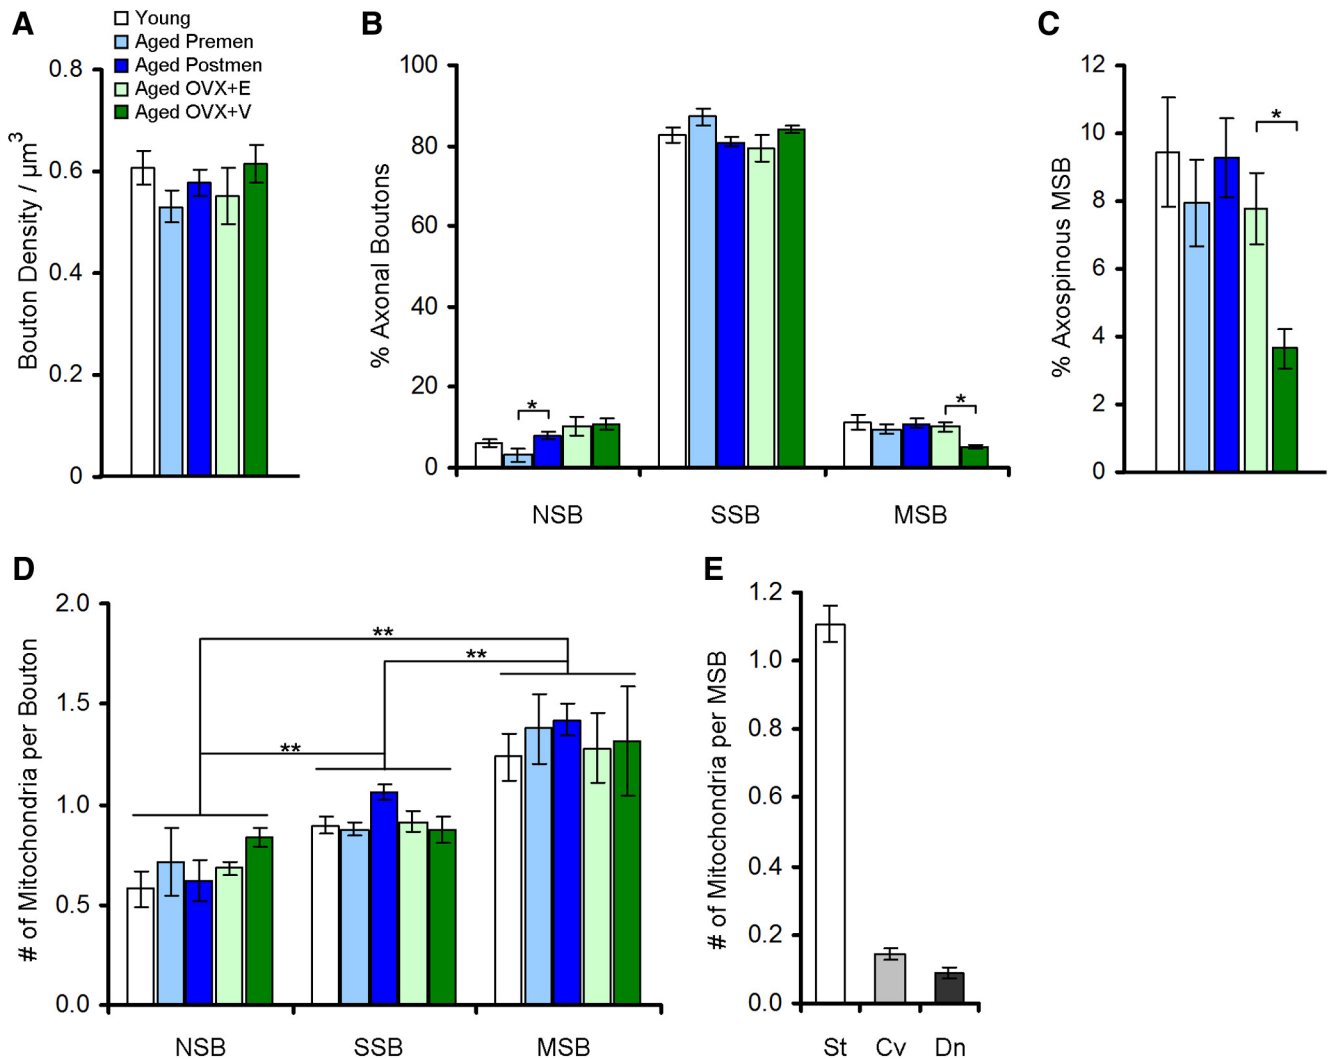 A
Young
Aged Premen
Aged Postmen
Aged OVX+E
Aged OVX+V
0.8
0.6
0.4
0.2
0
Bouton Density / µm³
B
100
80
60
40
20
0
% Axonal Boutons
*
*
NSB SSB MSB
C
12
10
8
6
4
2
0
% Axospinous MSB
*
D
2.0
1.5
1.0
0.5
0.0
# of Mitochondria per Bouton
**
**
**
NSB SSB MSB
E
1.2
1.0
0.8
0.6
0.4
0.2
0.0
# of Mitochondria per MSB
St Cv Dn